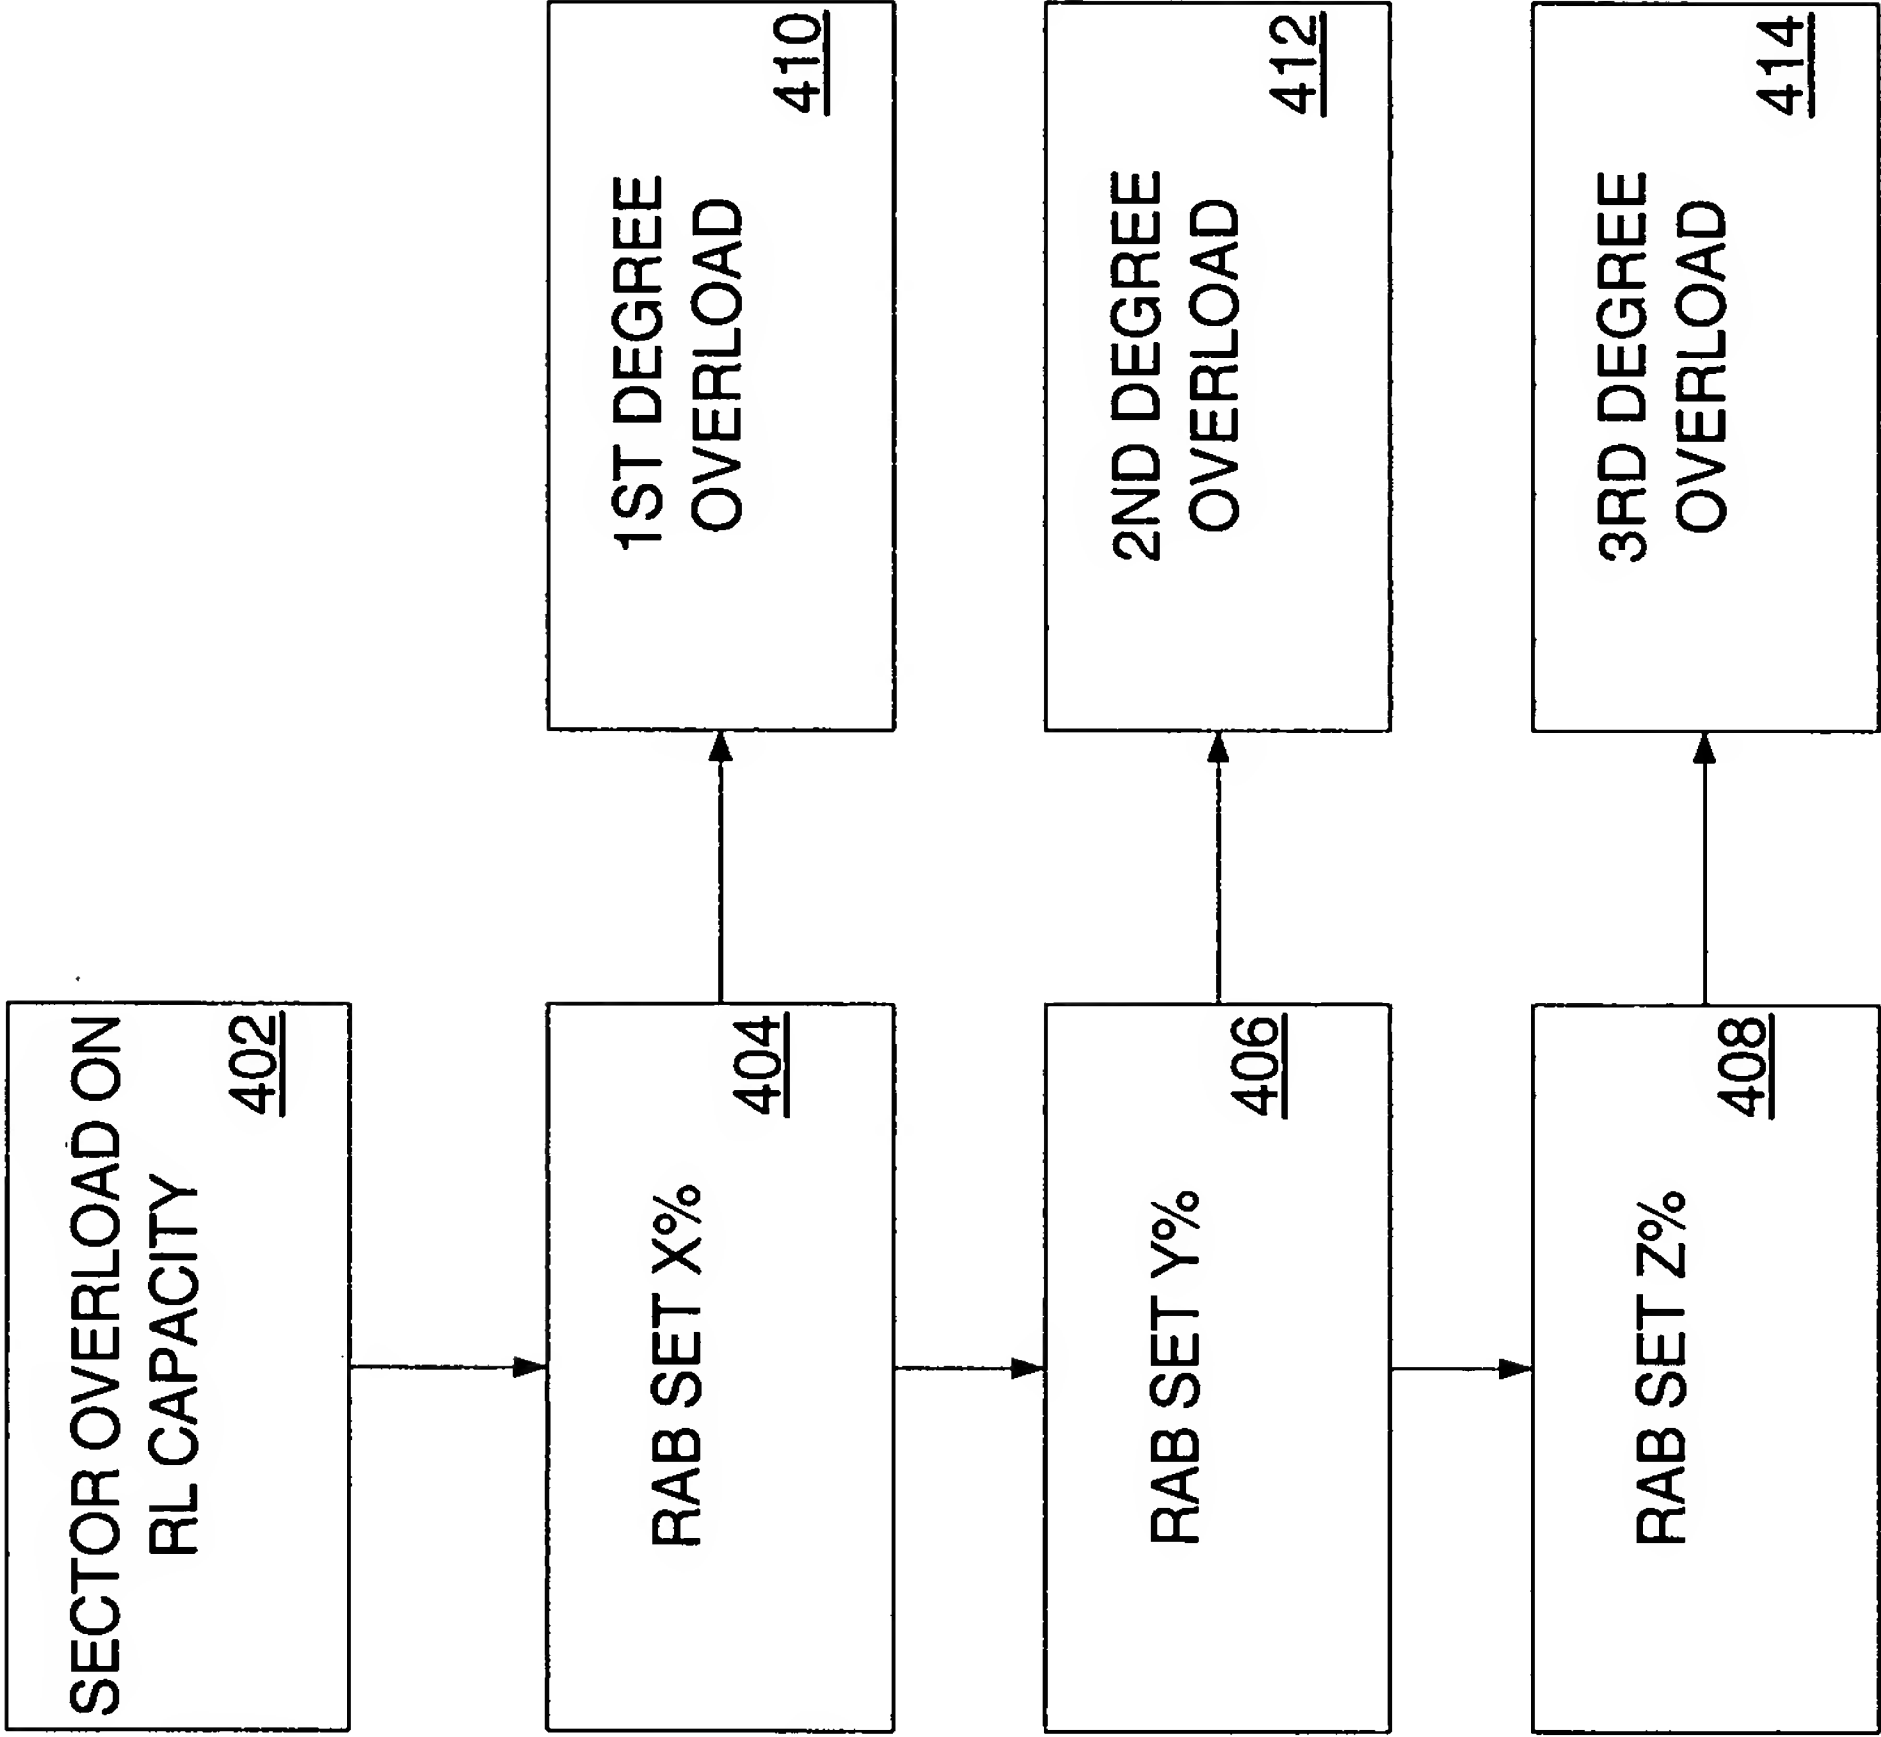 SECTOR OVERLOAD ON
RL CAPACITY
402
RAB SET X%
404
1ST DEGREE
OVERLOAD
410
RAB SET Y%
406
2ND DEGREE
OVERLOAD
412
RAB SET Z%
408
3RD DEGREE
OVERLOAD
414